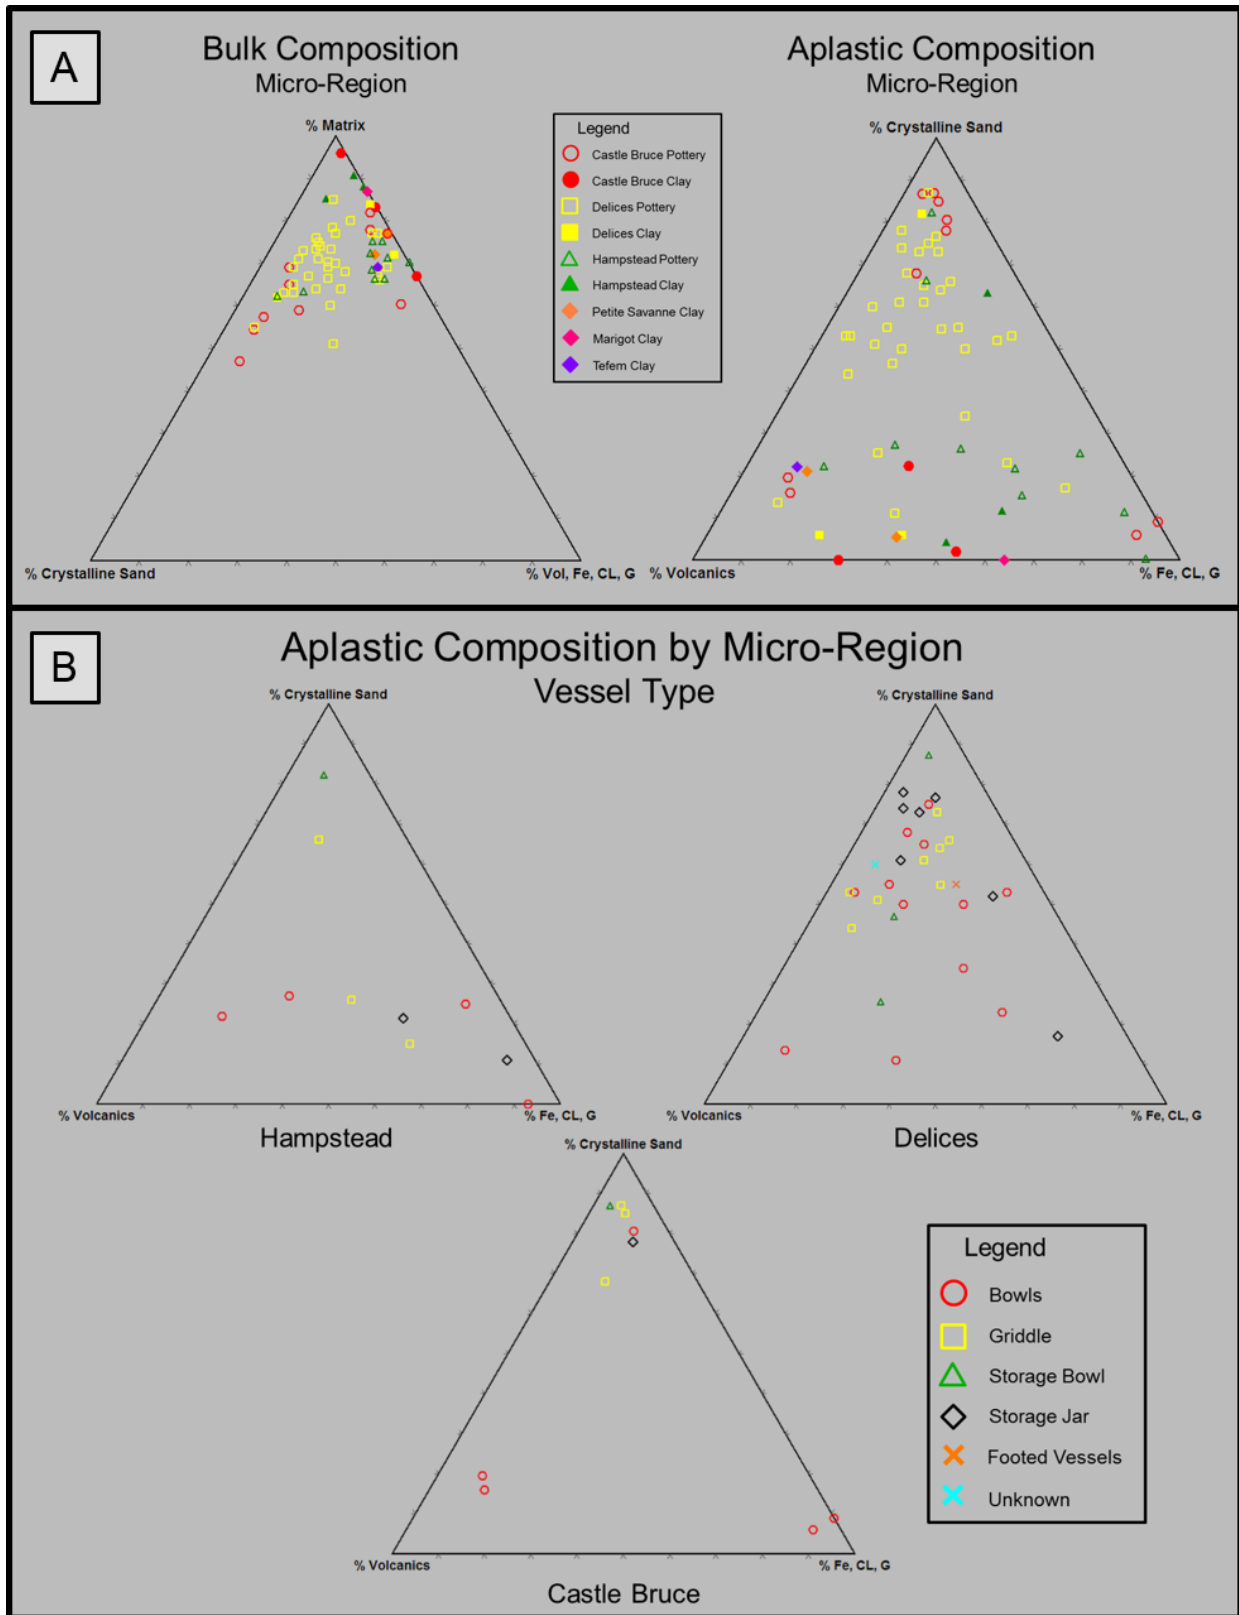 A
Bulk Composition
Micro-Region
Aplastic Composition
Micro-Region
% Matrix
% Crystalline Sand
% Vol, Fe, CL, G
Legend
Castle Bruce Pottery
Castle Bruce Clay
Delices Pottery
Delices Clay
Hampstead Pottery
Hampstead Clay
Petite Savanne Clay
Marigot Clay
Tefem Clay
% Crystalline Sand
% Volcanics
% Fe, CL, G
B
Aplastic Composition by Micro-Region
Vessel Type
% Crystalline Sand
% Volcanics
% Fe, CL, G
Hampstead
% Crystalline Sand
% Volcanics
% Fe, CL, G
Delices
% Crystalline Sand
% Volcanics
% Fe, CL, G
Castle Bruce
Legend
Bowls
Griddle
Storage Bowl
Storage Jar
Footed Vessels
Unknown